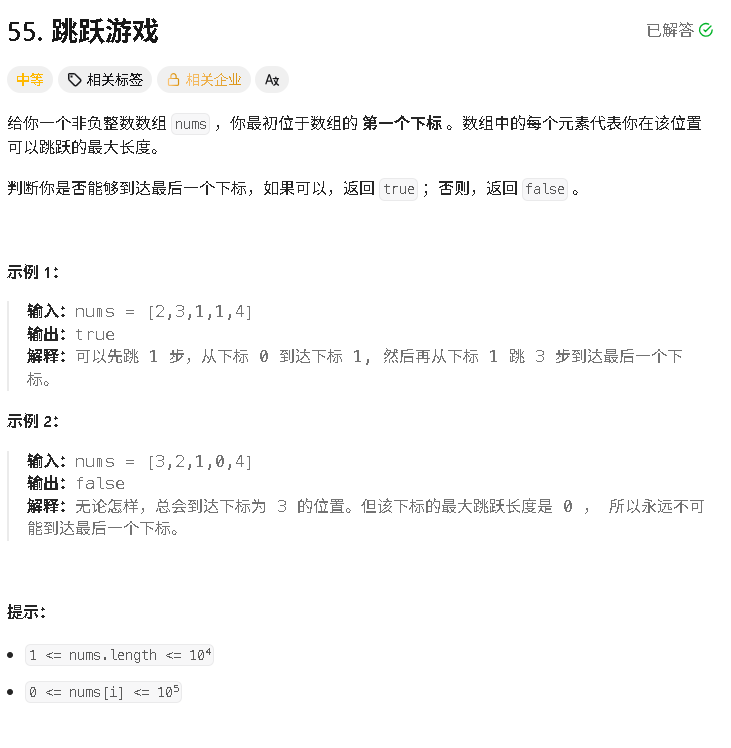 55. 跳跃游戏
已解答
中等 相关标签 相关企业 Ax
给你一个非负整数数组 nums ，你最初位于数组的 第一个下标 。数组中的每个元素代表你在该位置
可以跳跃的最大长度。
判断你是否能够到达最后一个下标，如果可以，返回 true ；否则，返回 false 。
示例 1：
输入：nums = [2,3,1,1,4]
输出：true
解释：可以先跳 1 步，从下标 0 到达下标 1, 然后再从下标 1 跳 3 步到达最后一个下
标。
示例 2：
输入：nums = [3,2,1,0,4]
输出：false
解释：无论怎样，总会到达下标为 3 的位置。但该下标的最大跳跃长度是 0 ， 所以永远不可
能到达最后一个下标。
提示：
1 <= nums.length <= 10⁴
0 <= nums[i] <= 10⁵